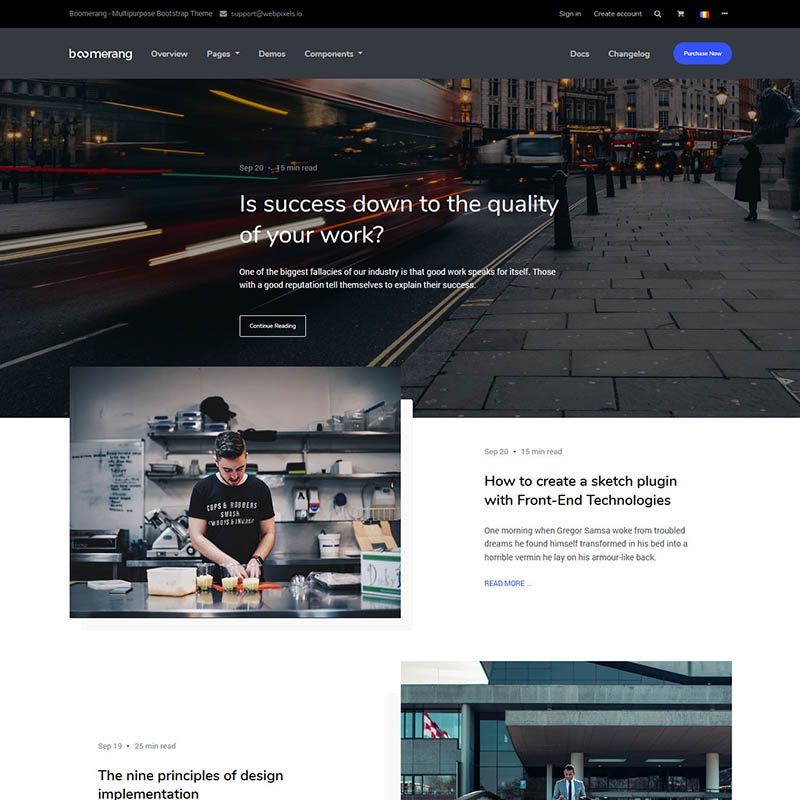 Boomerang - Multipurpose Bootstrap Theme support@webpixels.io Sign in Create account
boomerang Overview Pages Demos Components Docs Changelog Purchase Now
Sep 20 • 15 min read
Is success down to the quality
of your work?
One of the biggest fallacies of our industry is that good work speaks for itself. Those
with a good reputation tell themselves to explain their success.
Continue Reading
COPS & ROBBERS
SMASH
Sep 20 • 15 min read
How to create a sketch plugin
with Front-End Technologies
One morning when Gregor Samsa woke from troubled
dreams he found himself transformed in his bed into a
horrible vermin he lay on his armour-like back.
READ MORE ...
Sep 19 • 25 min read
The nine principles of design
implementation